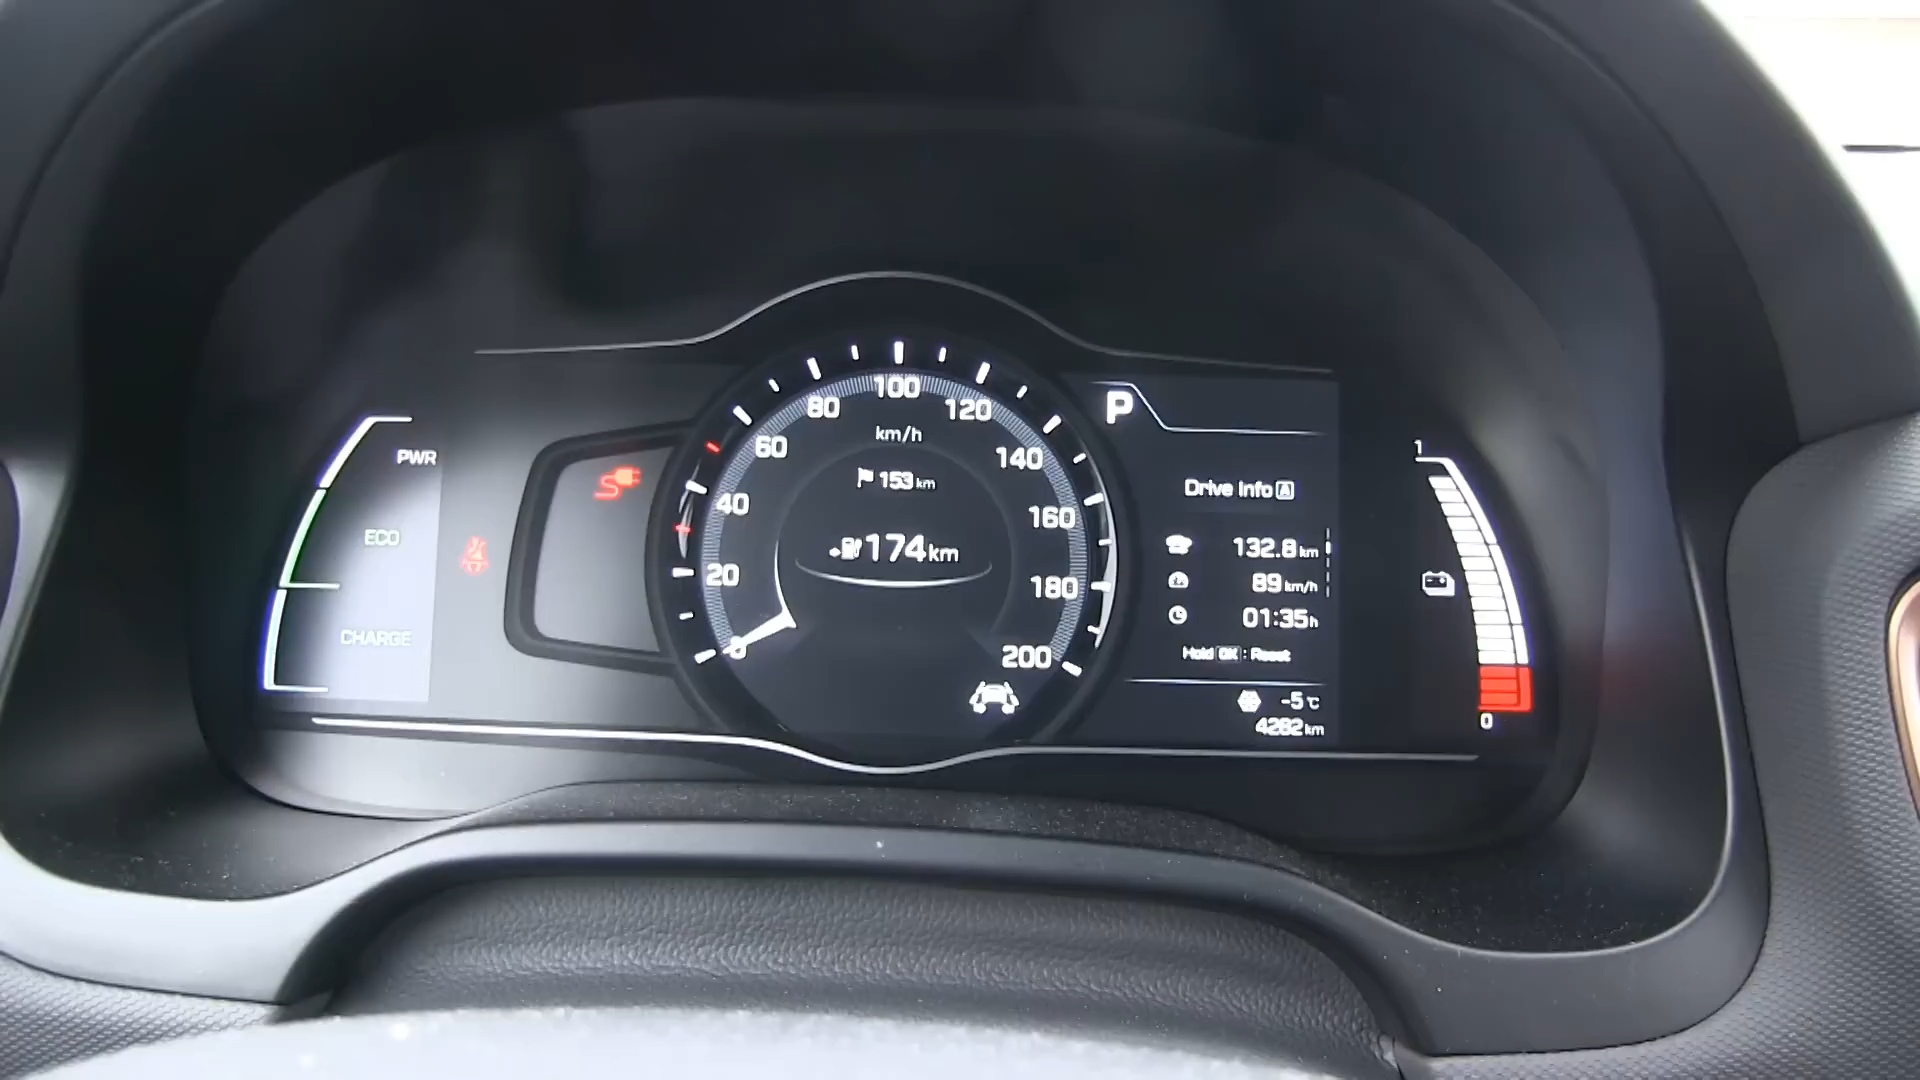 PWR
ECO
CHARGE
0
20
40
60
80
100
120
140
160
180
200
km/h
153 km
174 km
P
Drive Info A
132.8 km
89 km/h
01:35 h
Hold OK : Reset
-5 °C
4282 km
1
0